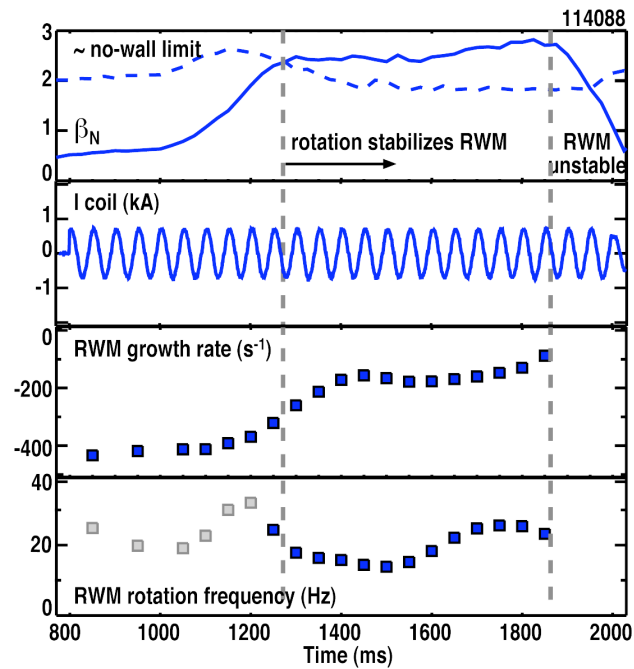 114088
3
~ no-wall limit
2
βN
1
rotation stabilizes RWM
RWM
unstable
0
I coil (kA)
1
0
-1
0
RWM growth rate (s-1)
-200
-400
40
20
RWM rotation frequency (Hz)
0
800 1000 1200 1400 1600 1800 2000
Time (ms)